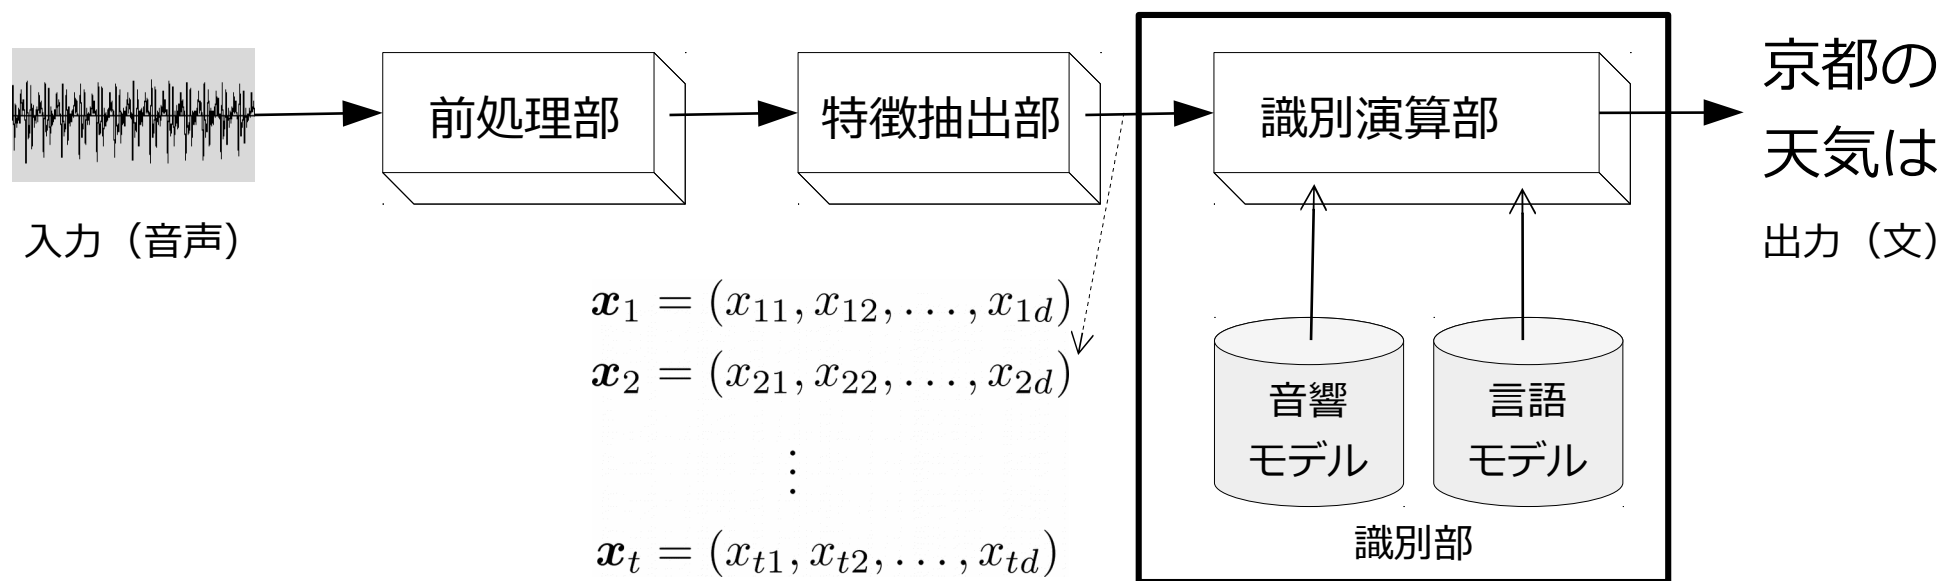 前処理部
特徴抽出部
識別演算部
京都の
天気は
入力（音声）
出力（文）
x₁ = (x₁₁, x₁₂, . . . , x₁d)
x₂ = (x₂₁, x₂₂, . . . , x₂d)
⋮
xₜ = (xₜ₁, xₜ₂, . . . , xₜd)
音響
モデル
言語
モデル
識別部